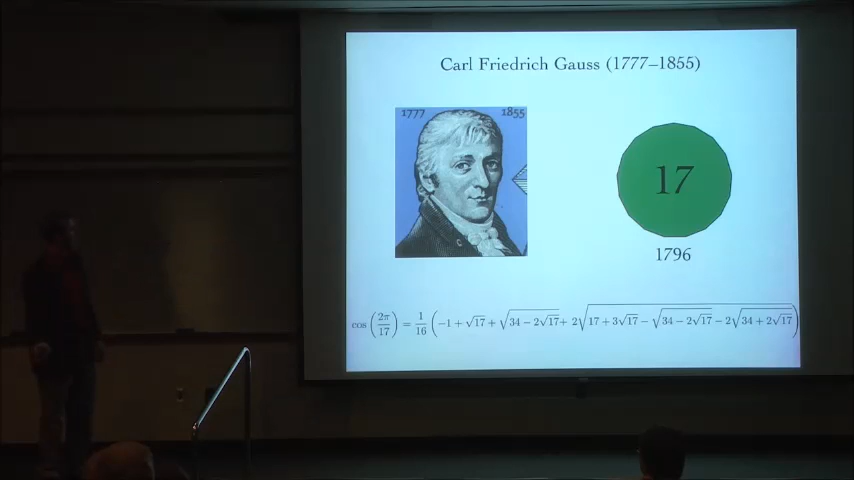 Carl Friedrich Gauss (1777–1855)
1777 1855
17
1796
cos(2π/17) = 1/16 (−1 + √17 + √(34 − 2√17) + 2√(17 + 3√17 − √(34 − 2√17) − 2√(34 + 2√17)))